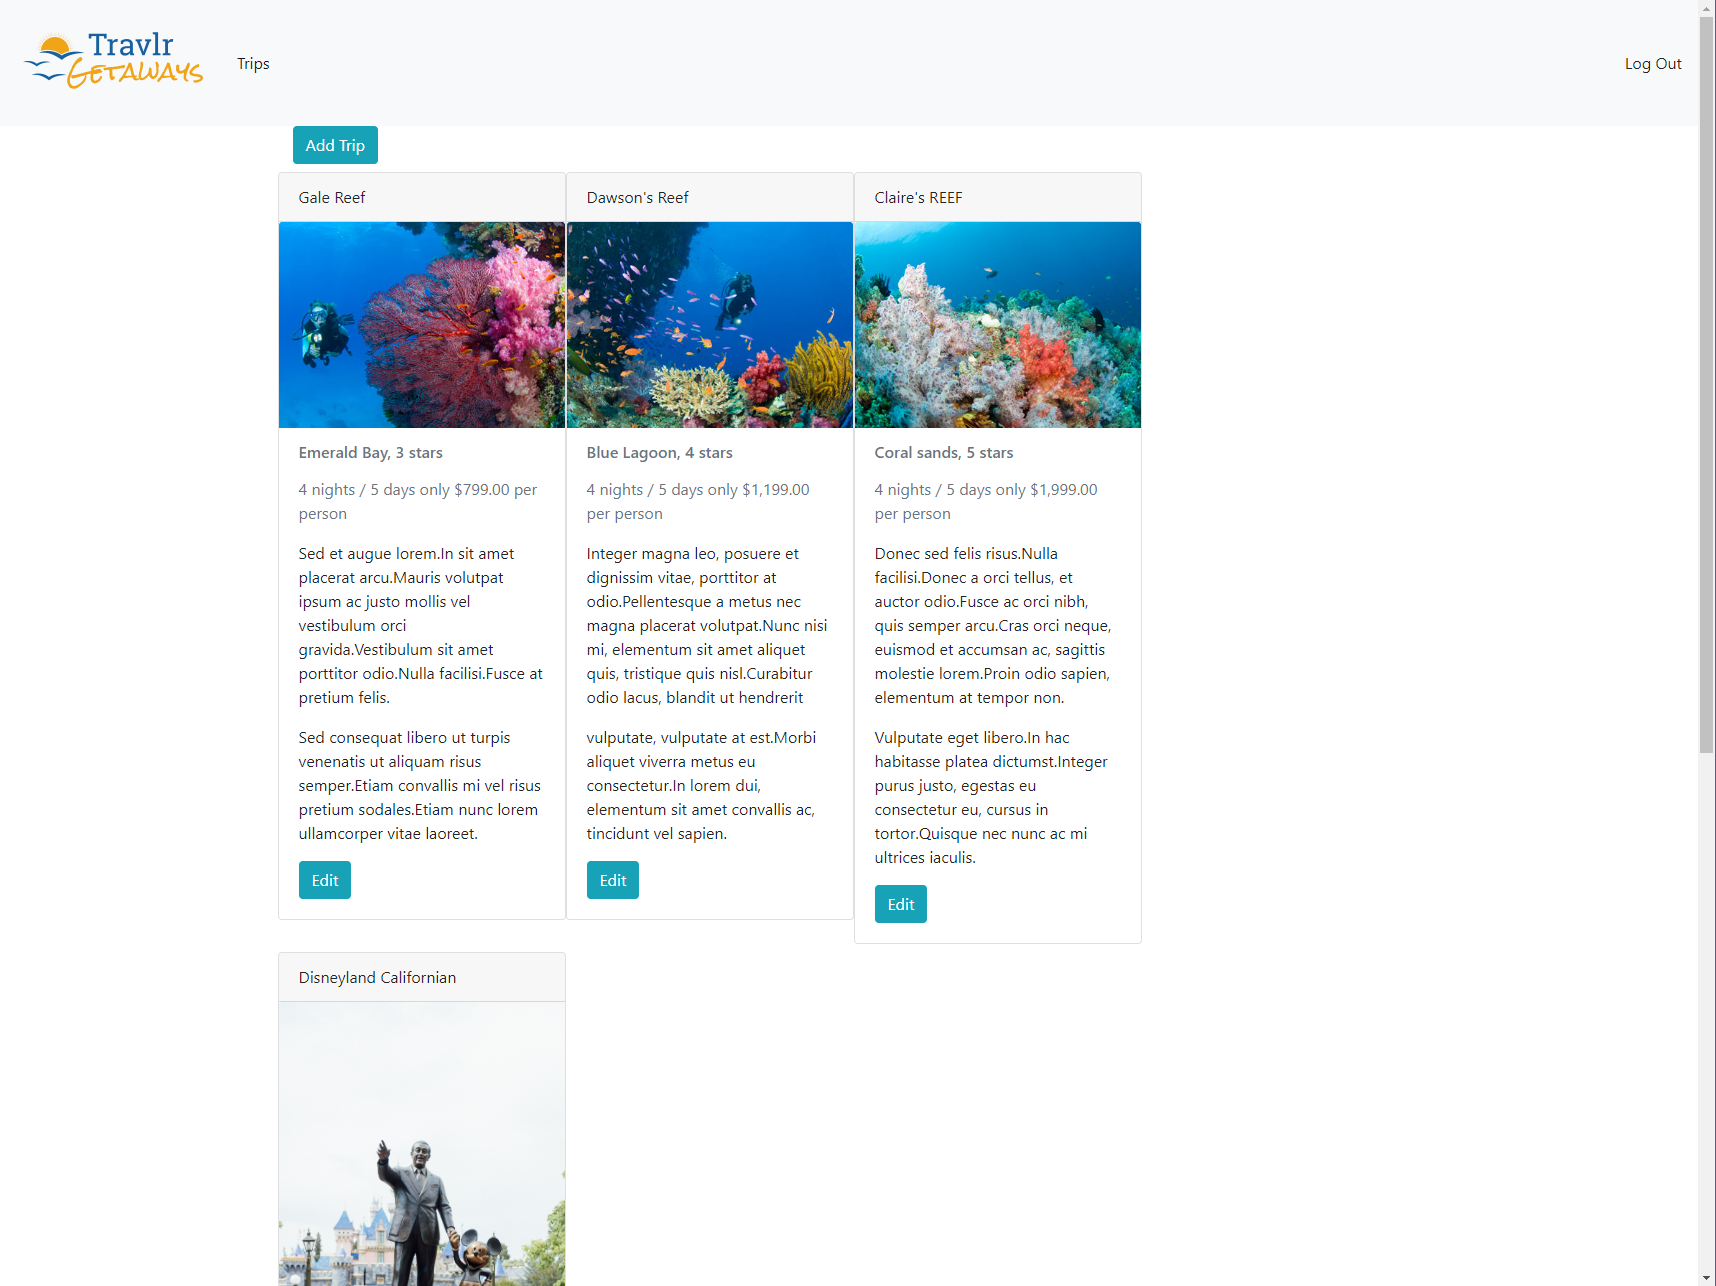 Travlr
GETAWAYS
Trips
Log Out
Add Trip
Gale Reef
Emerald Bay, 3 stars
4 nights / 5 days only $799.00 per
person
Sed et augue lorem.In sit amet
placerat arcu.Mauris volutpat
ipsum ac justo mollis vel
vestibulum orci
gravida.Vestibulum sit amet
porttitor odio.Nulla facilisi.Fusce at
pretium felis.
Sed consequat libero ut turpis
venenatis ut aliquam risus
semper.Etiam convallis mi vel risus
pretium sodales.Etiam nunc lorem
ullamcorper vitae laoreet.
Edit
Dawson's Reef
Blue Lagoon, 4 stars
4 nights / 5 days only $1,199.00
per person
Integer magna leo, posuere et
dignissim vitae, porttitor at
odio.Pellentesque a metus nec
magna placerat volutpat.Nunc nisi
mi, elementum sit amet aliquet
quis, tristique quis nisl.Curabitur
odio lacus, blandit ut hendrerit
vulputate, vulputate at est.Morbi
aliquet viverra metus eu
consectetur.In lorem dui,
elementum sit amet convallis ac,
tincidunt vel sapien.
Edit
Claire's REEF
Coral sands, 5 stars
4 nights / 5 days only $1,999.00
per person
Donec sed felis risus.Nulla
facilisi.Donec a orci tellus, et
auctor odio.Fusce ac orci nibh,
quis semper arcu.Cras orci neque,
euismod et accumsan ac, sagittis
molestie lorem.Proin odio sapien,
elementum at tempor non.
Vulputate eget libero.In hac
habitasse platea dictumst.Integer
purus justo, egestas eu
consectetur eu, cursus in
tortor.Quisque nec nunc ac mi
ultrices iaculis.
Edit
Disneyland Californian